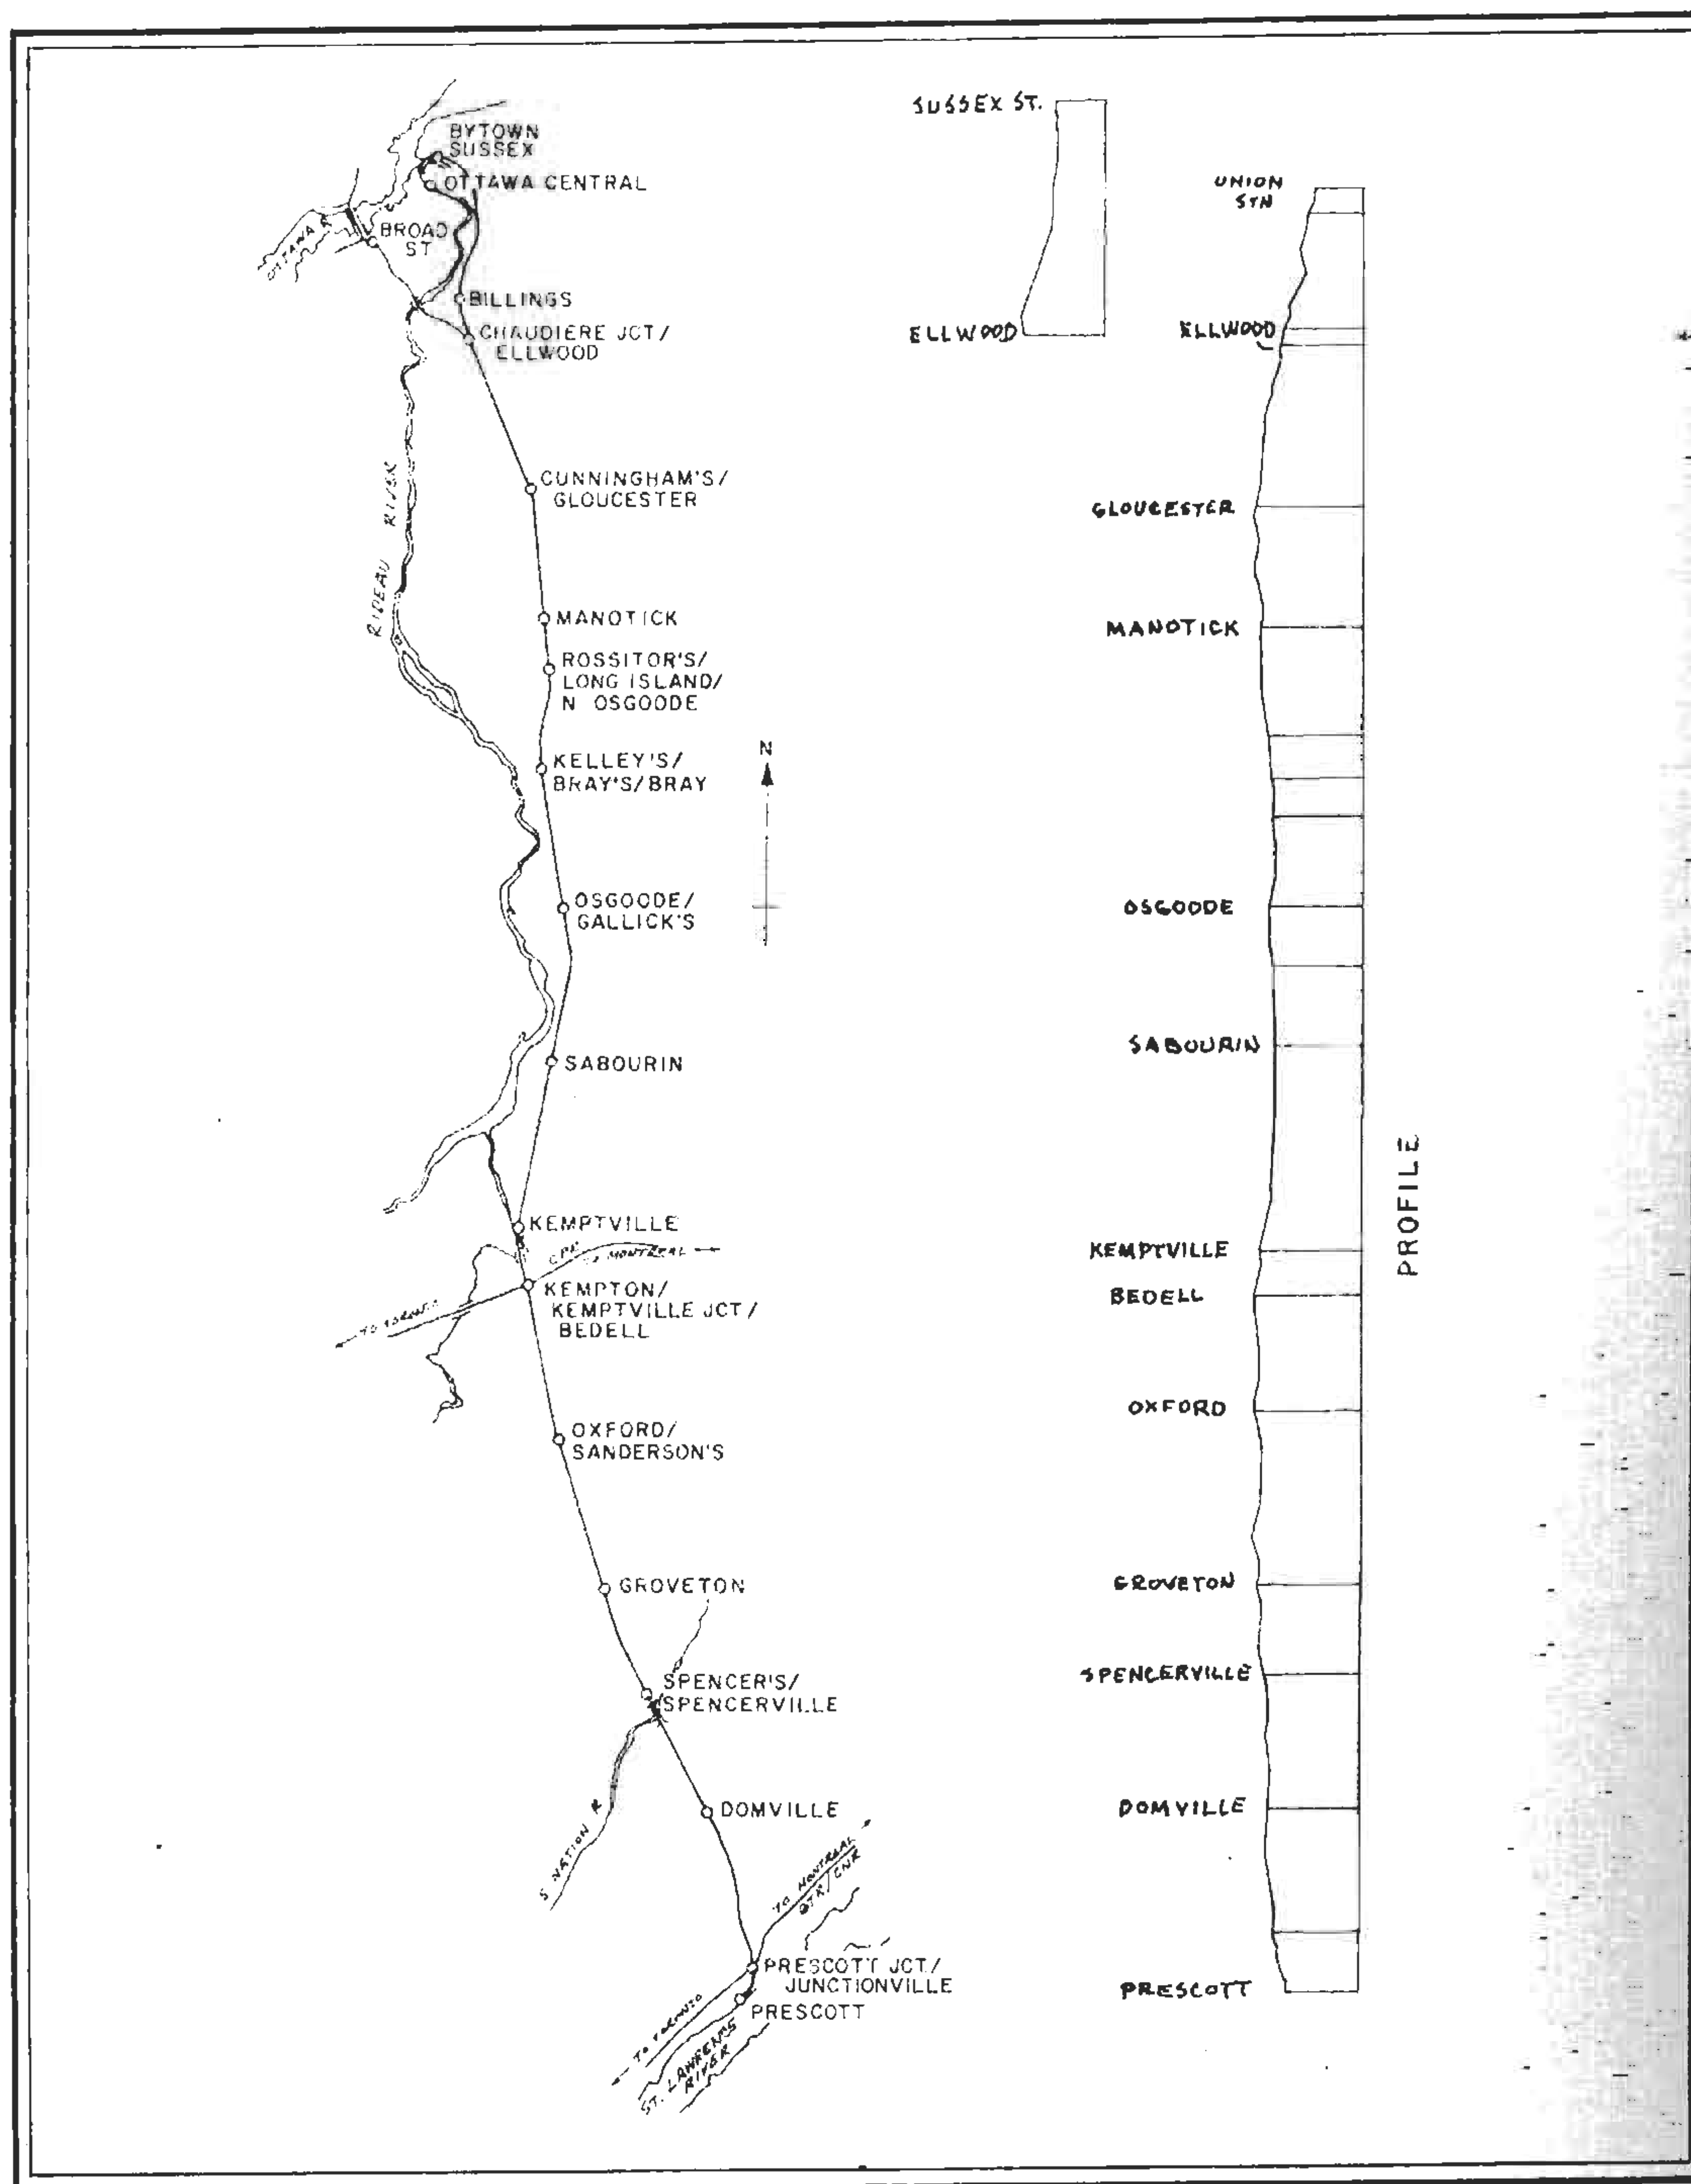 BYTOWN
SUSSEX
OTTAWA CENTRAL
OTTAWA R
BROAD
ST
BILLINGS
CHAUDIERE JCT/
ELLWOOD
CUNNINGHAM'S/
GLOUCESTER
RIDEAU RIVER
MANOTICK
ROSSITOR'S/
LONG ISLAND/
N OSGOODE
KELLEY'S/
BRAY'S/BRAY
N
OSGOODE/
GALLICK'S
SABOURIN
KEMPTVILLE
CPR
TO MONTREAL
KEMPTON/
KEMPTVILLE JCT/
BEDELL
TO TORONTO
OXFORD/
SANDERSON'S
GROVETON
SPENCER'S/
SPENCERVILLE
S NATION R
DOMVILLE
TO MONTREAL
GTR/CNR
PRESCOTT JCT/
JUNCTIONVILLE
PRESCOTT
TO TORONTO
ST. LAWRENCE
RIVER
SUSSEX ST.
ELLWOOD
UNION
STN
ELLWOOD
GLOUCESTER
MANOTICK
OSGOODE
SABOURIN
KEMPTVILLE
BEDELL
OXFORD
GROVETON
SPENCERVILLE
DOMVILLE
PRESCOTT
PROFILE